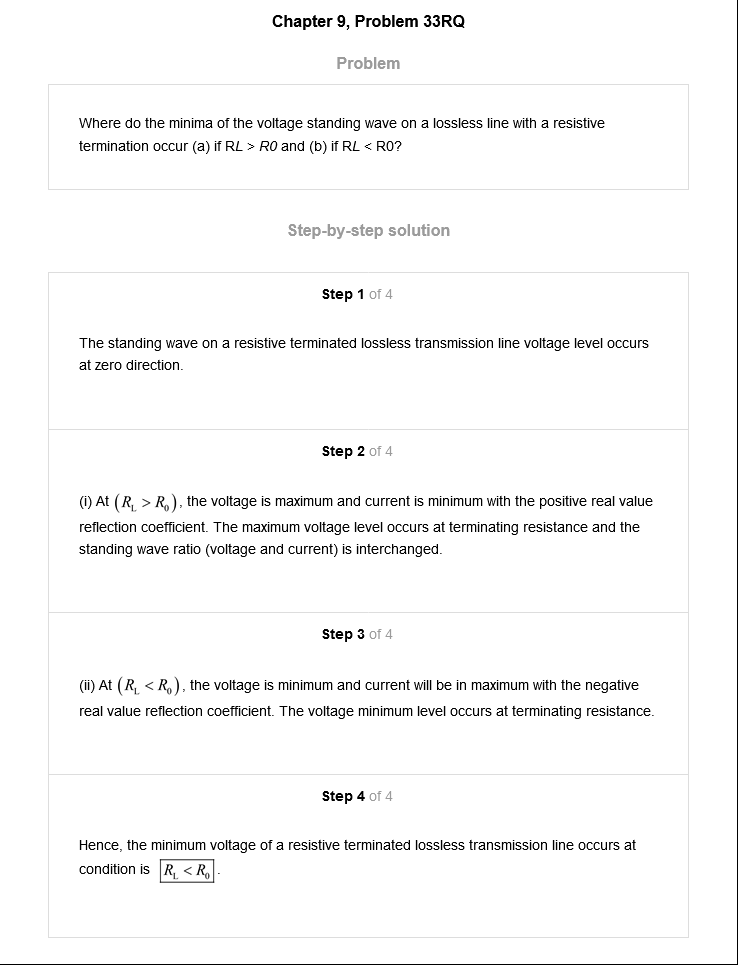 Chapter 9, Problem 33RQ
Problem
Where do the minima of the voltage standing wave on a lossless line with a resistive
termination occur (a) if RL > R0 and (b) if RL < R0?
Step-by-step solution
Step 1 of 4
The standing wave on a resistive terminated lossless transmission line voltage level occurs
at zero direction.
Step 2 of 4
(i) At (R_L > R_0), the voltage is maximum and current is minimum with the positive real value
reflection coefficient. The maximum voltage level occurs at terminating resistance and the
standing wave ratio (voltage and current) is interchanged.
Step 3 of 4
(ii) At (R_L < R_0), the voltage is minimum and current will be in maximum with the negative
real value reflection coefficient. The voltage minimum level occurs at terminating resistance.
Step 4 of 4
Hence, the minimum voltage of a resistive terminated lossless transmission line occurs at
condition is R_L < R_0.